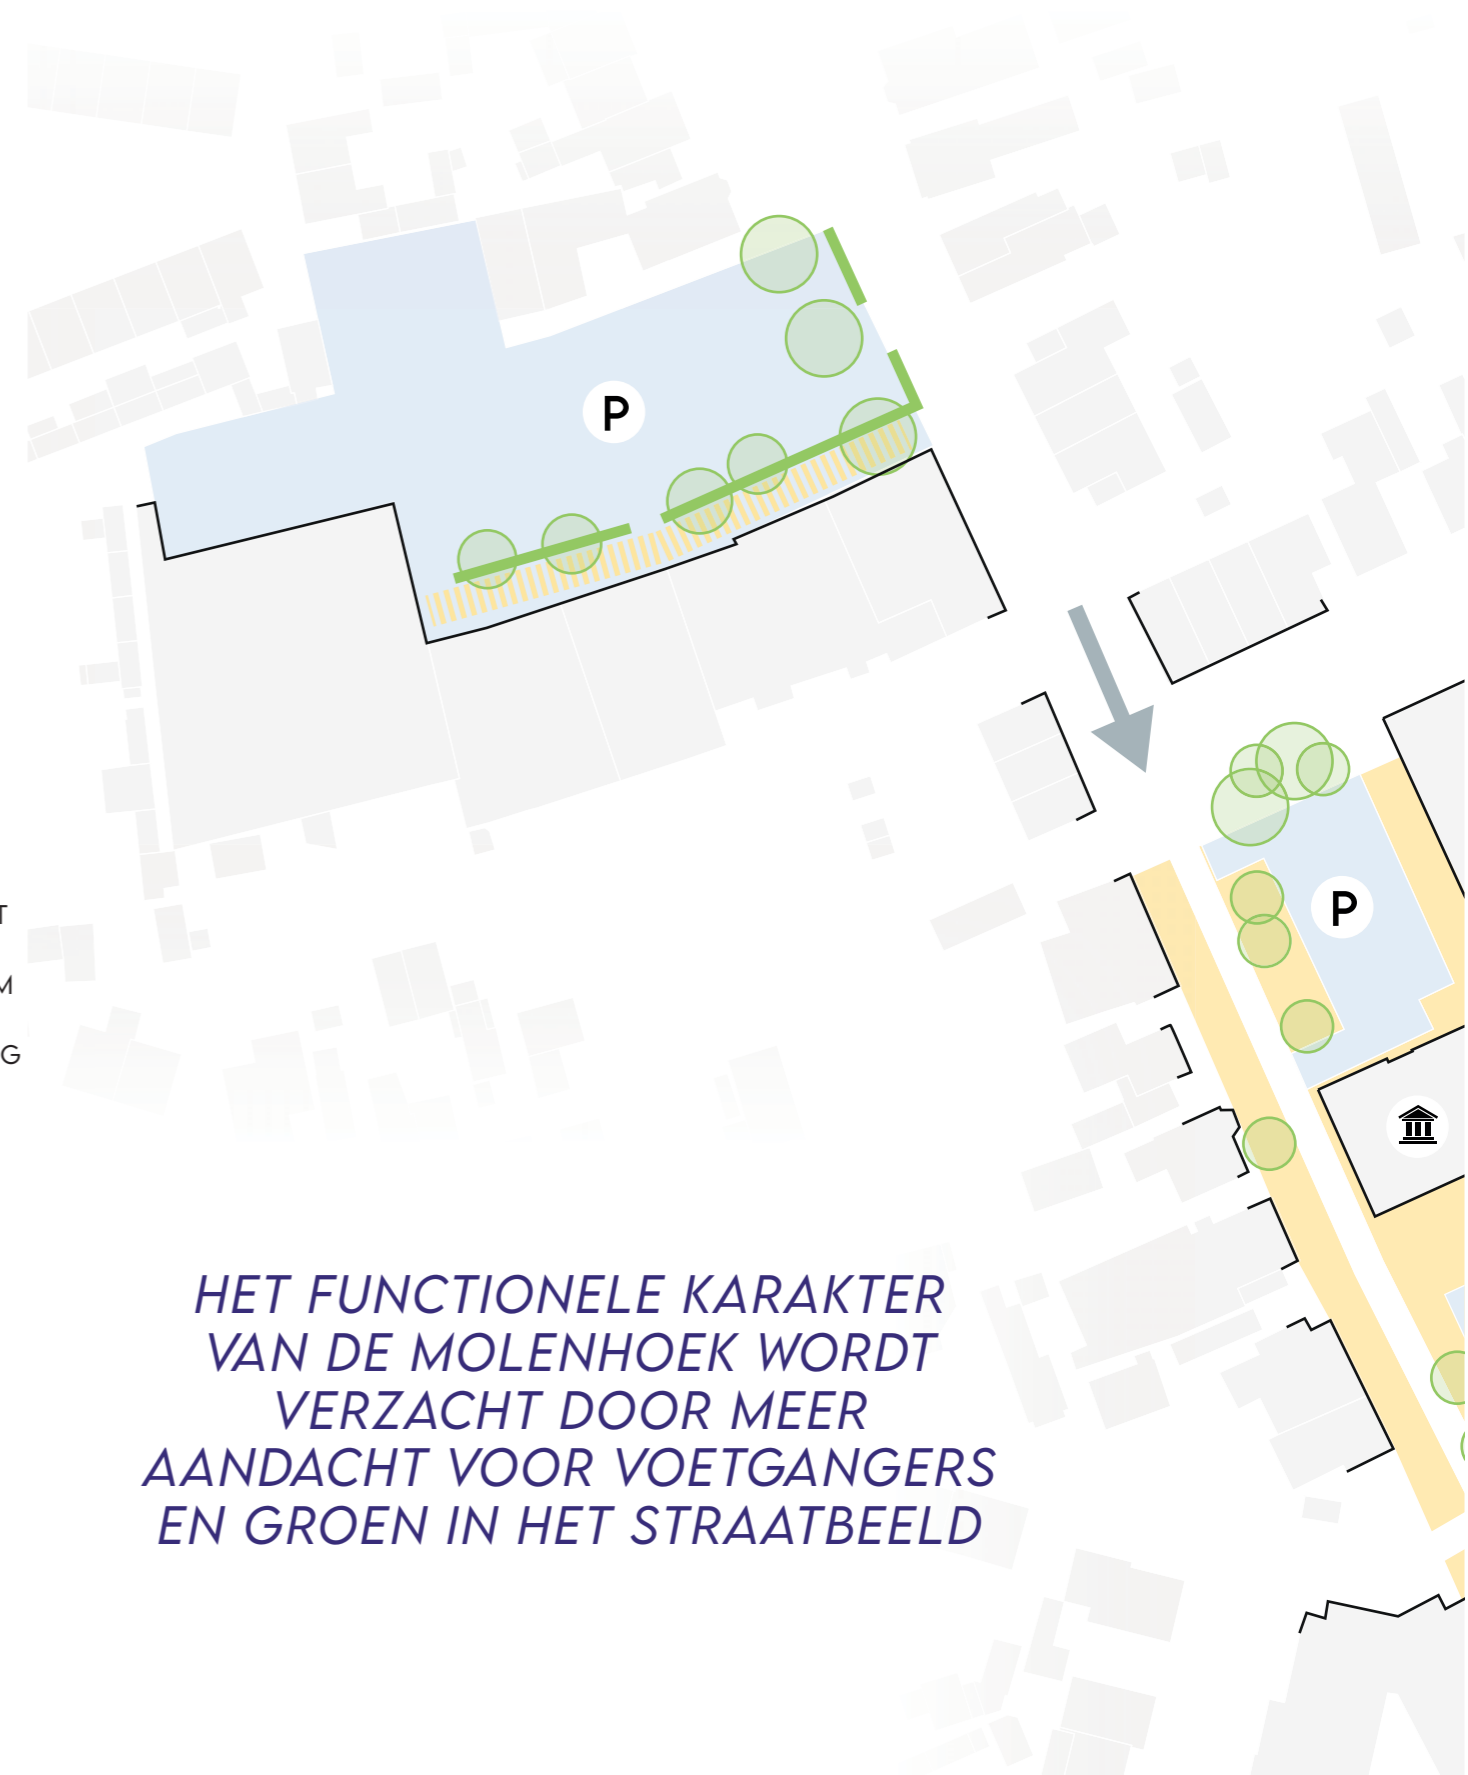 P
P
T
M
G
HET FUNCTIONELE KARAKTER
VAN DE MOLENHOEK WORDT
VERZACHT DOOR MEER
AANDACHT VOOR VOETGANGERS
EN GROEN IN HET STRAATBEELD